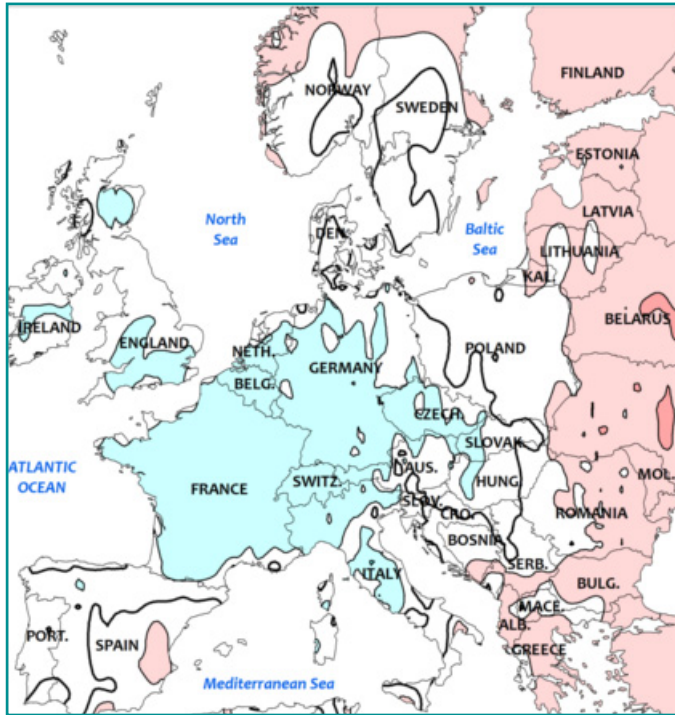 FINLAND
NORWAY
SWEDEN
ESTONIA
North
Sea
LATVIA
DEN.
Baltic
Sea
LITHUANIA
KAL.
IRELAND
ENGLAND
BELARUS
NETH.
POLAND
GERMANY
BELG.
CZECH.
SLOVAK.
ATLANTIC
OCEAN
AUS.
MOL.
FRANCE
SWITZ.
HUNG.
SLOV.
CRO.
ROMANIA
BOSNIA
SERB.
ITALY
BULG.
MACE.
PORT.
SPAIN
ALB.
GREECE
Mediterranean Sea